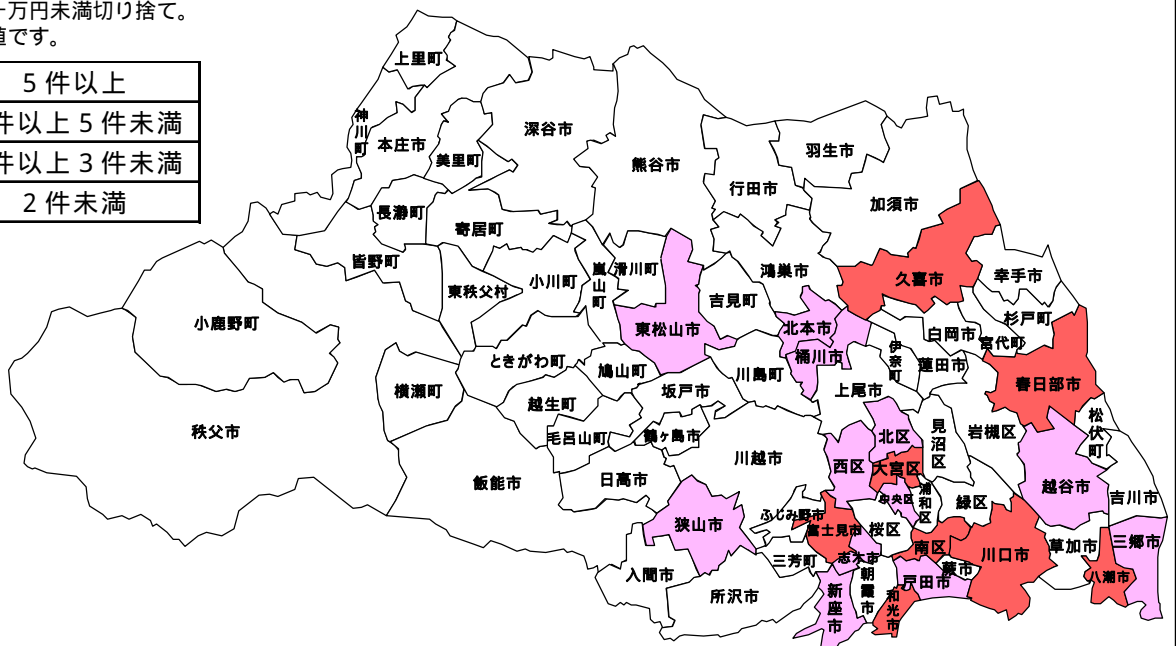 千万円未満切り捨て。
値です。
5件以上
件以上5件未満
件以上3件未満
2件未満
上里町
神川町
本庄市
美里町
深谷市
熊谷市
羽生市
行田市
加須市
長瀞町
寄居町
皆野町
東秩父村
小川町
嵐山町
滑川町
吉見町
鴻巣市
久喜市
幸手市
小鹿野町
東松山市
北本市
桶川市
杉戸町
白岡市
宮代町
伊奈町
蓮田市
ときがわ町
鳩山町
川島町
上尾市
春日部市
横瀬町
越生町
坂戸市
松伏町
秩父市
毛呂山町
鶴ヶ島市
北区
見沼区
岩槻区
川越市
西区
大宮区
飯能市
日高市
中央区
浦和区
緑区
越谷市
吉川市
狭山市
ふじみ野市
富士見市
桜区
南区
川口市
草加市
三郷市
三芳町
志木市
蕨市
入間市
朝霞市
戸田市
八潮市
所沢市
新座市
和光市